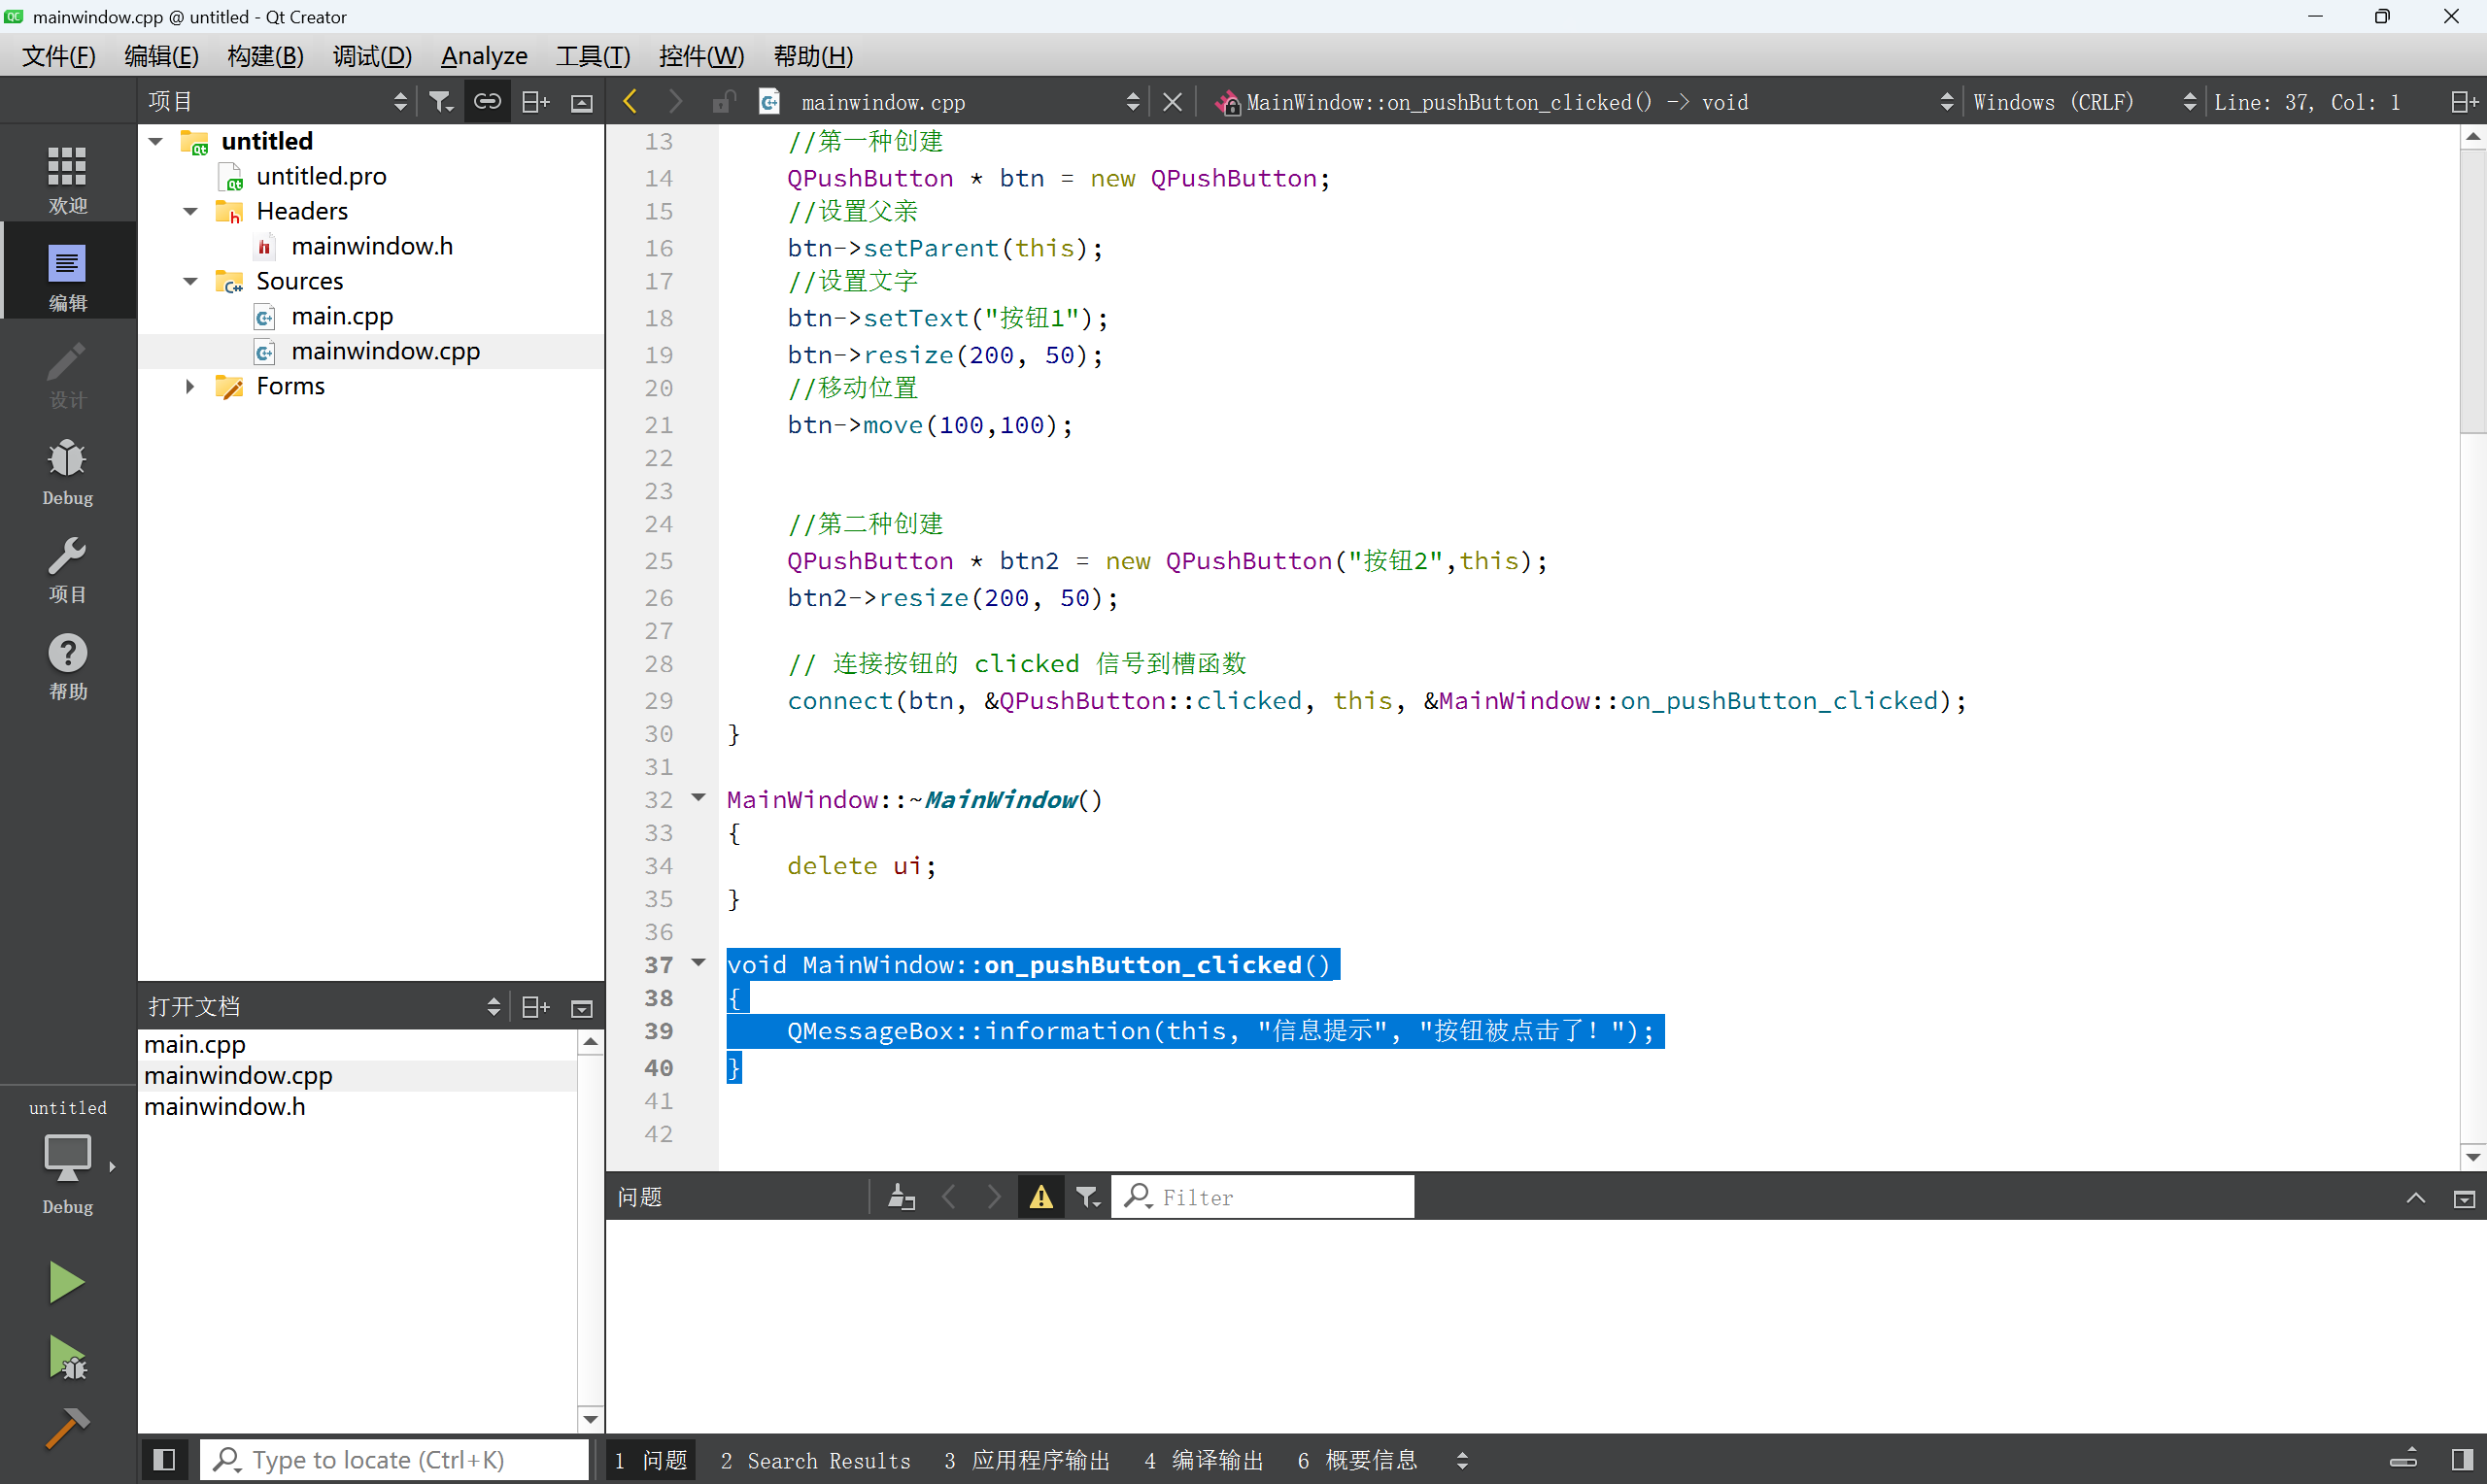 mainwindow.cpp @ untitled - Qt Creator
文件(F) 编辑(E) 构建(B) 调试(D) Analyze 工具(T) 控件(W) 帮助(H)
项目
mainwindow.cpp
MainWindow::on_pushButton_clicked() -> void
Windows (CRLF)
Line: 37, Col: 1
欢迎
编辑
设计
Debug
项目
帮助
untitled
Debug
untitled
untitled.pro
Headers
mainwindow.h
Sources
main.cpp
mainwindow.cpp
Forms
打开文档
main.cpp
mainwindow.cpp
mainwindow.h
13 //第一种创建
14 QPushButton * btn = new QPushButton;
15 //设置父亲
16 btn->setParent(this);
17 //设置文字
18 btn->setText("按钮1");
19 btn->resize(200, 50);
20 //移动位置
21 btn->move(100,100);
22
23
24 //第二种创建
25 QPushButton * btn2 = new QPushButton("按钮2",this);
26 btn2->resize(200, 50);
27
28 // 连接按钮的 clicked 信号到槽函数
29 connect(btn, &QPushButton::clicked, this, &MainWindow::on_pushButton_clicked);
30 }
31
32 MainWindow::~MainWindow()
33 {
34 delete ui;
35 }
36
37 void MainWindow::on_pushButton_clicked()
38 {
39 QMessageBox::information(this, "信息提示", "按钮被点击了！");
40 }
41
42
问题
Filter
Type to locate (Ctrl+K)
1 问题 2 Search Results 3 应用程序输出 4 编译输出 6 概要信息